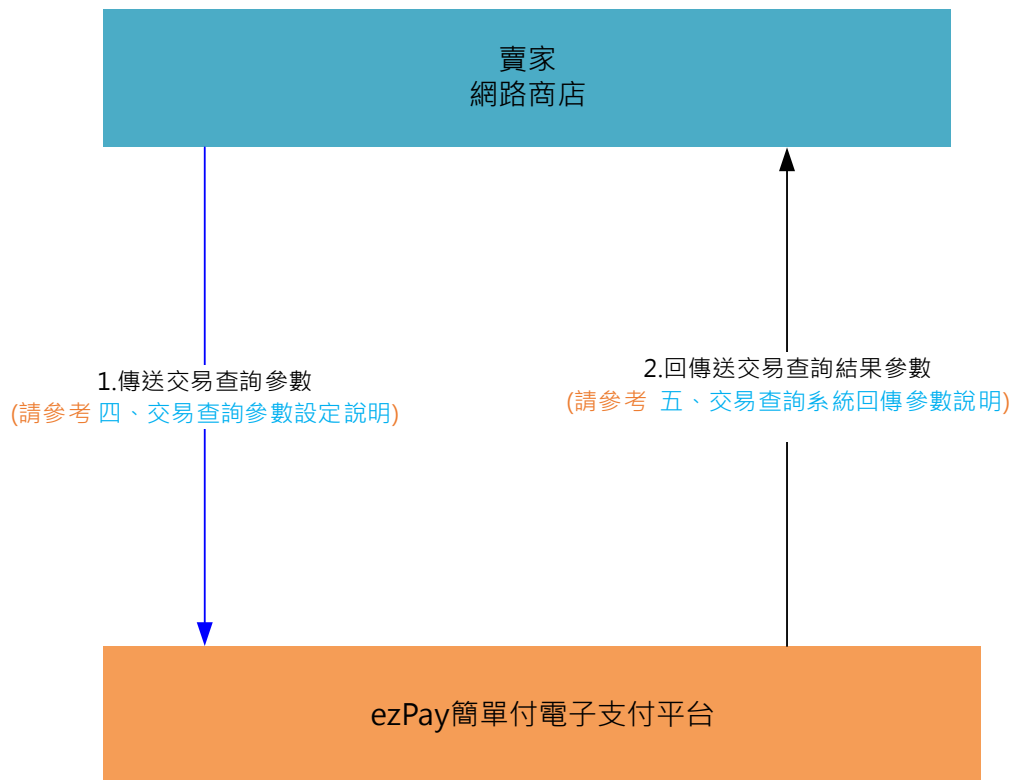 賣家
網路商店
1.傳送交易查詢參數
(請參考 四、交易查詢參數設定說明)
2.回傳送交易查詢結果參數
(請參考 五、交易查詢系統回傳參數說明)
ezPay簡單付電子支付平台